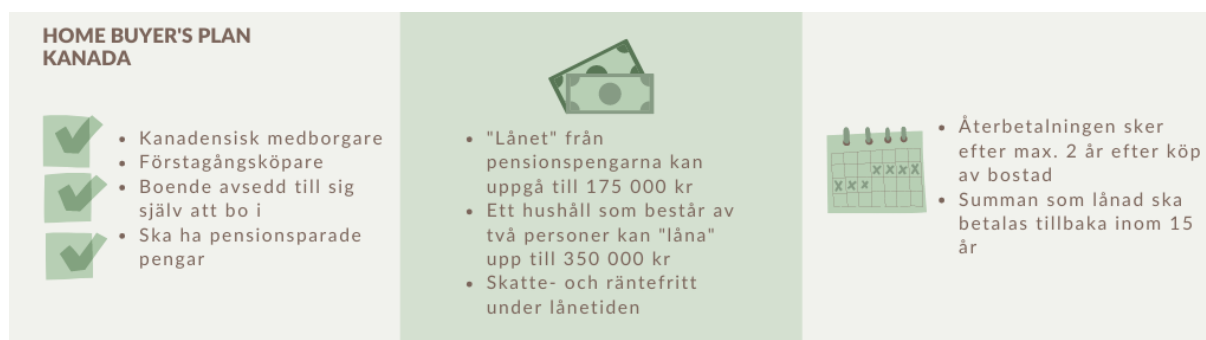 HOME BUYER'S PLAN
KANADA
• Kanadensisk medborgare
• Förstagångsköpare
• Boende avsedd till sig
själv att bo i
• Ska ha pensionsparade
pengar
• "Lånet" från
pensionspengarna kan
uppgå till 175 000 kr
• Ett hushåll som består av
två personer kan "låna"
upp till 350 000 kr
• Skatte- och räntefritt
under lånetiden
• Återbetalningen sker
efter max. 2 år efter köp
av bostad
• Summan som lånad ska
betalas tillbaka inom 15
år